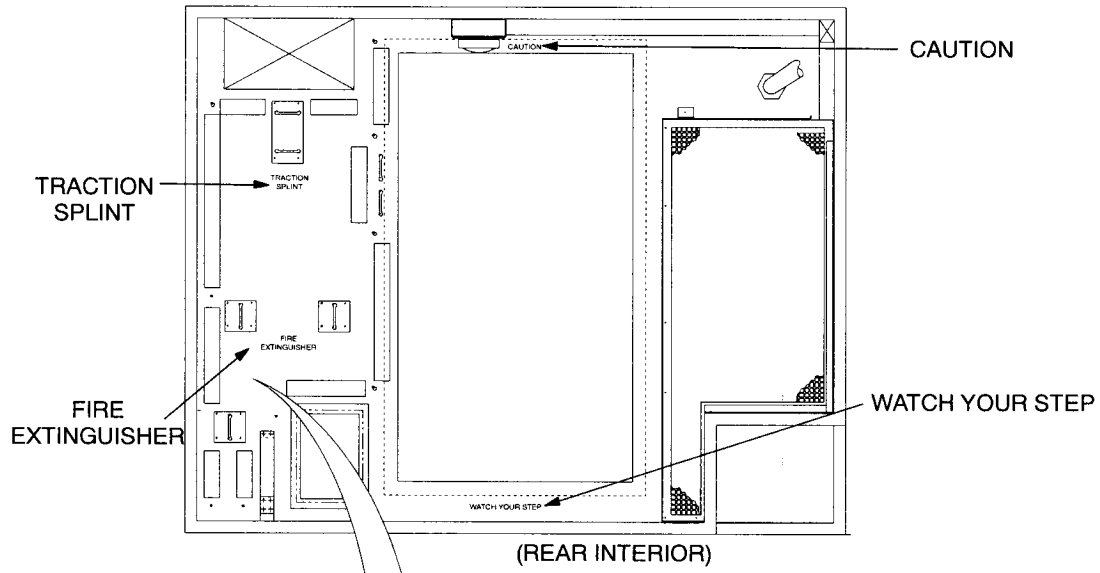 CAUTION
CAUTION
TRACTION
SPLINT
TRACTION
SPLINT
FIRE
EXTINGUISHER
FIRE
EXTINGUISHER
WATCH YOUR STEP
WATCH YOUR STEP
(REAR INTERIOR)